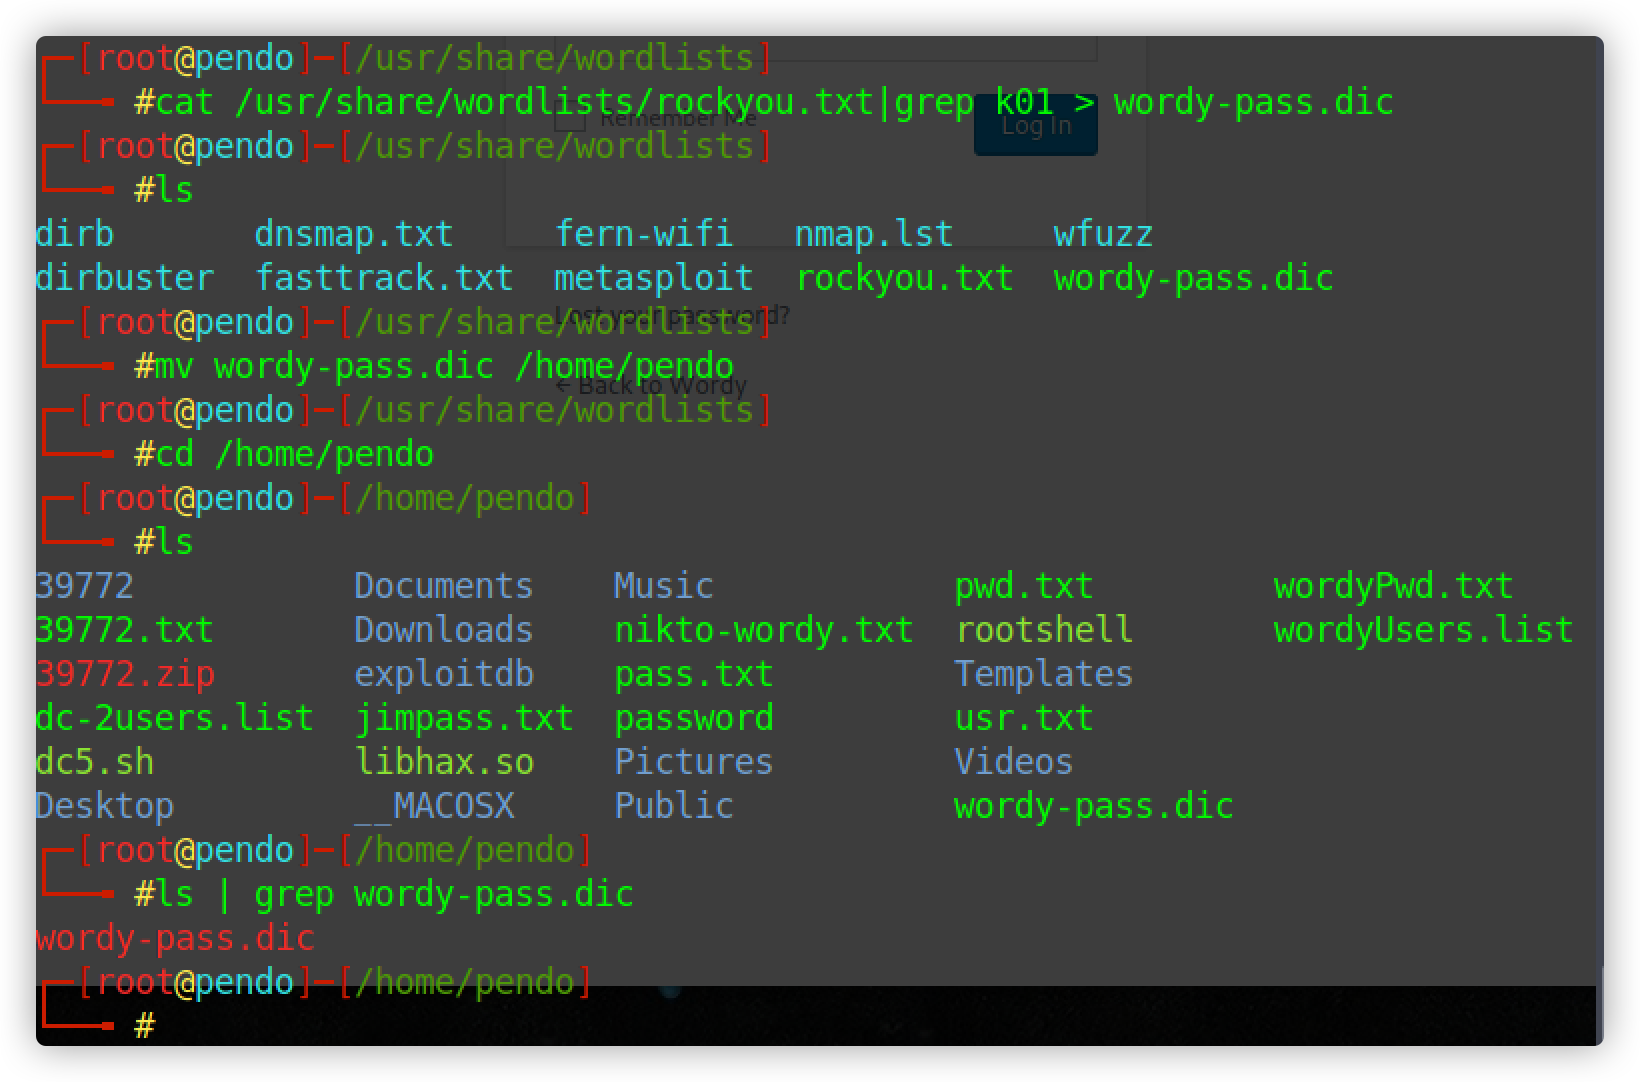 ┌─[root@pendo]─[/usr/share/wordlists]
└──╼ #cat /usr/share/wordlists/rockyou.txt|grep k01 > wordy-pass.dic
Remember Me
Log In
┌─[root@pendo]─[/usr/share/wordlists]
└──╼ #ls
dirb dnsmap.txt fern-wifi nmap.lst wfuzz
dirbuster fasttrack.txt metasploit rockyou.txt wordy-pass.dic
┌─[root@pendo]─[/usr/share/wordlists]
Lost your password?
└──╼ #mv wordy-pass.dic /home/pendo
← Back to Wordy
┌─[root@pendo]─[/usr/share/wordlists]
└──╼ #cd /home/pendo
┌─[root@pendo]─[/home/pendo]
└──╼ #ls
39772 Documents Music pwd.txt wordyPwd.txt
39772.txt Downloads nikto-wordy.txt rootshell wordyUsers.list
39772.zip exploitdb pass.txt Templates
dc-2users.list jimpass.txt password usr.txt
dc5.sh libhax.so Pictures Videos
Desktop __MACOSX Public wordy-pass.dic
┌─[root@pendo]─[/home/pendo]
└──╼ #ls | grep wordy-pass.dic
wordy-pass.dic
┌─[root@pendo]─[/home/pendo]
└──╼ #